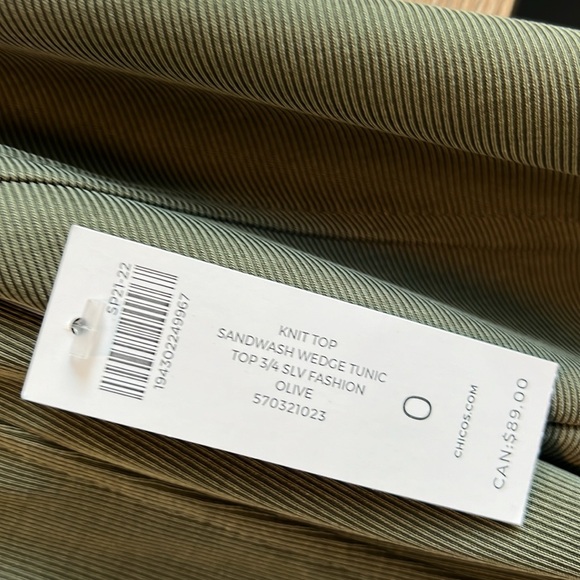 SP21-22
194302249967
KNIT TOP
SANDWASH WEDGE TUNIC
TOP 3/4 SLV FASHION
OLIVE
570321023
0
CHICOS.COM
CAN:$89.00